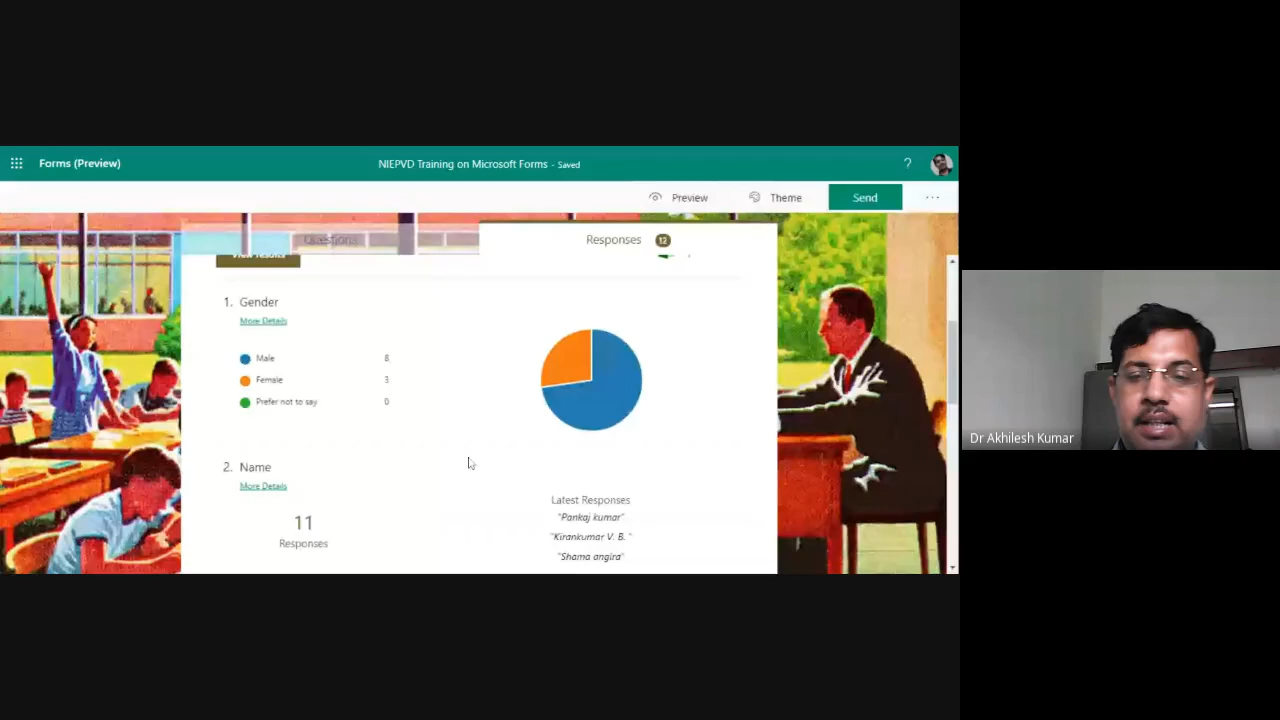 Forms (Preview)
NIEPVD Training on Microsoft Forms - Saved
?
Preview
Theme
Send
...
Questions
Responses 12
View results
1. Gender
More Details
Male 8
Female 3
Prefer not to say 0
2. Name
More Details
11
Responses
Latest Responses
"Pankaj kumar"
"Kirankumar V. B. "
"Shama angira"
Dr Akhilesh Kumar